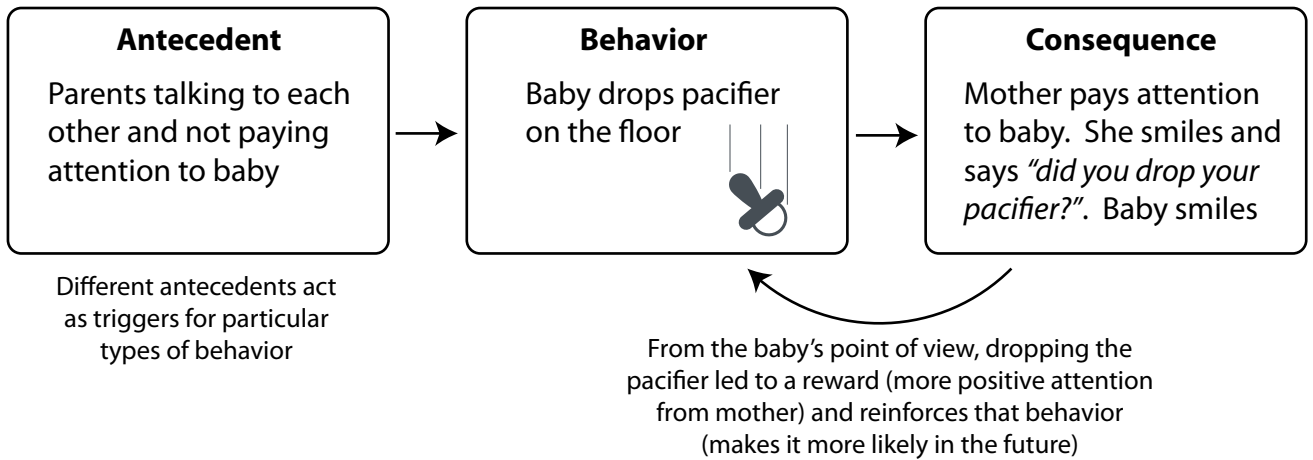 Antecedent
Parents talking to each
other and not paying
attention to baby
Different antecedents act
as triggers for particular
types of behavior
Behavior
Baby drops pacifier
on the floor
Consequence
Mother pays attention
to baby.  She smiles and
says “did you drop your
pacifier?”.  Baby smiles
From the baby’s point of view, dropping the
pacifier led to a reward (more positive attention
from mother) and reinforces that behavior
(makes it more likely in the future)